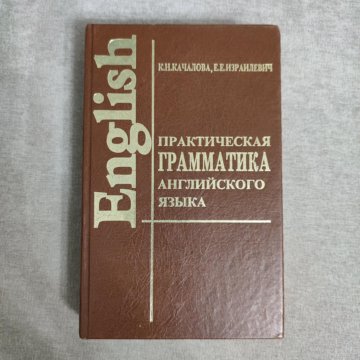 English
К.Н.КАЧАЛОВА, Е.Е.ИЗРАИЛЕВИЧ
ПРАКТИЧЕСКАЯ
ГРАММАТИКА
АНГЛИЙСКОГО
ЯЗЫКА